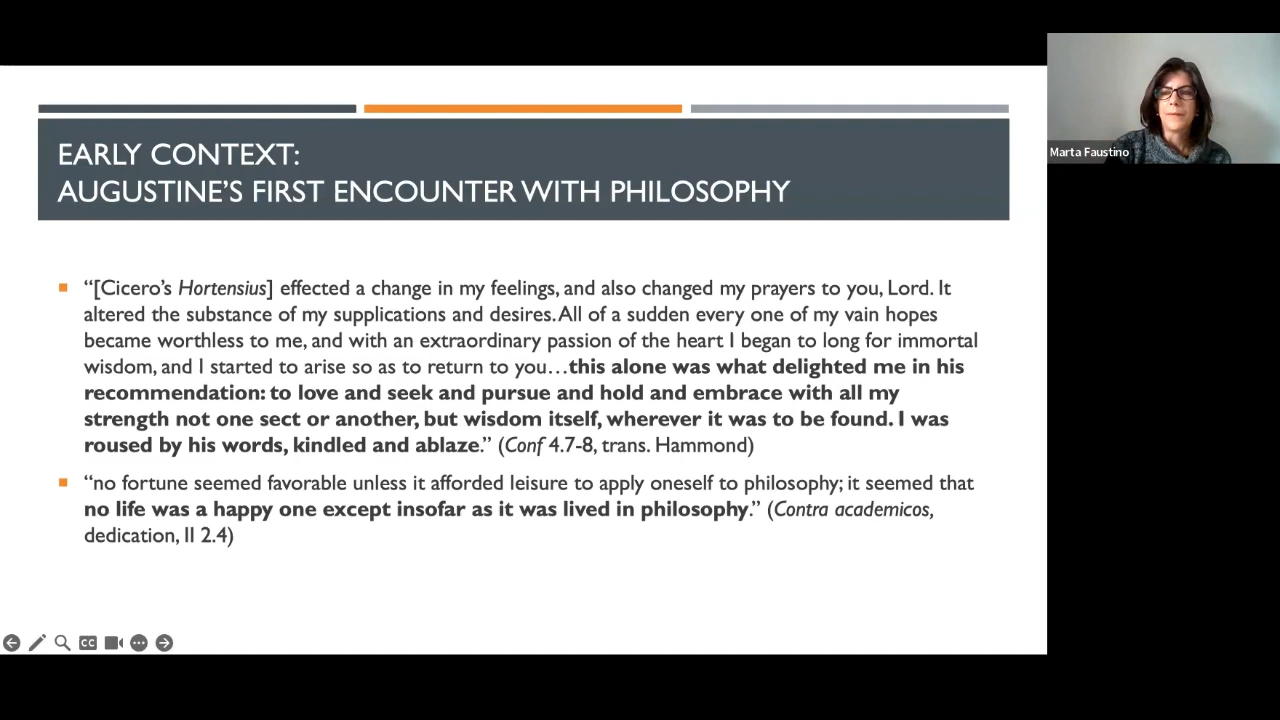 EARLY CONTEXT:
AUGUSTINE'S FIRST ENCOUNTER WITH PHILOSOPHY
Marta Faustino
"[Cicero's Hortensius] effected a change in my feelings, and also changed my prayers to you, Lord. It
altered the substance of my supplications and desires. All of a sudden every one of my vain hopes
became worthless to me, and with an extraordinary passion of the heart I began to long for immortal
wisdom, and I started to arise so as to return to you…this alone was what delighted me in his
recommendation: to love and seek and pursue and hold and embrace with all my
strength not one sect or another, but wisdom itself, wherever it was to be found. I was
roused by his words, kindled and ablaze." (Conf 4.7-8, trans. Hammond)
"no fortune seemed favorable unless it afforded leisure to apply oneself to philosophy; it seemed that
no life was a happy one except insofar as it was lived in philosophy." (Contra academicos,
dedication, II 2.4)
CC